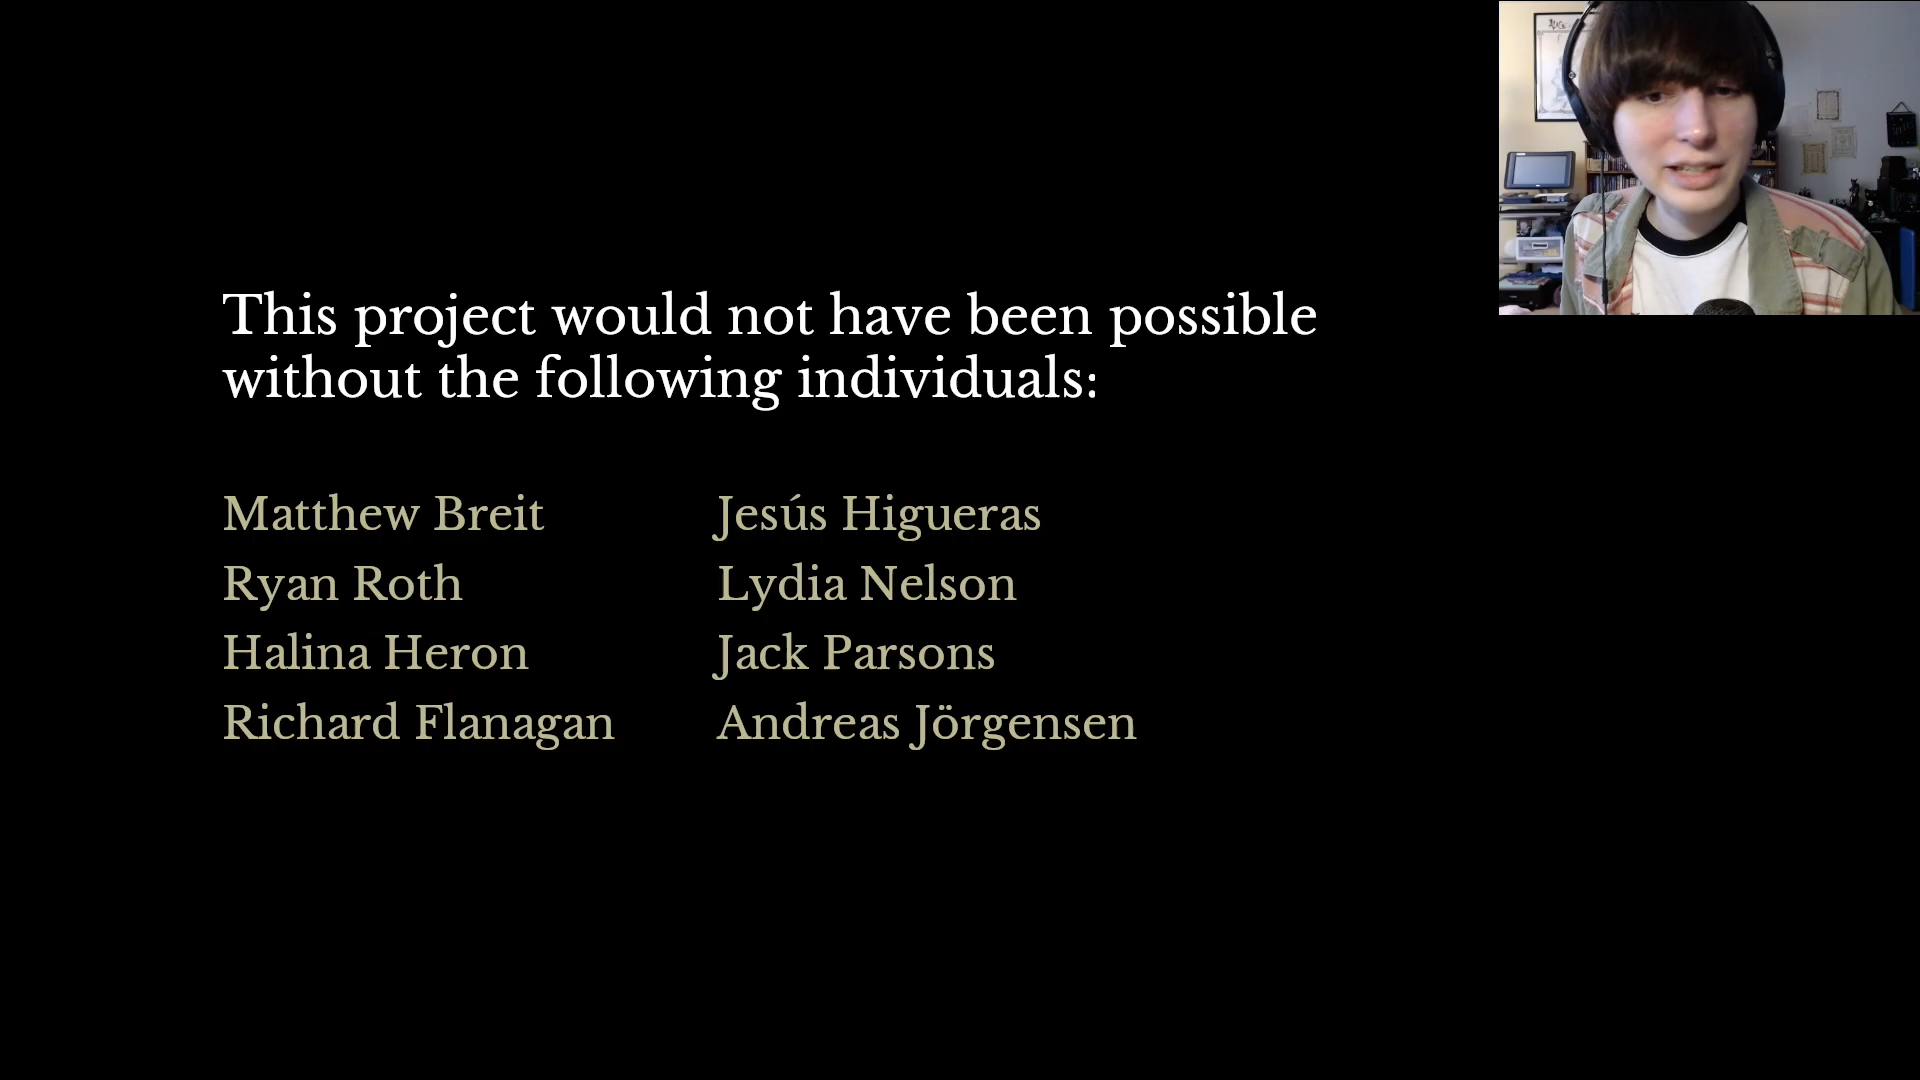 This project would not have been possible
without the following individuals:
Matthew Breit
Ryan Roth
Halina Heron
Richard Flanagan
Jesús Higueras
Lydia Nelson
Jack Parsons
Andreas Jörgensen